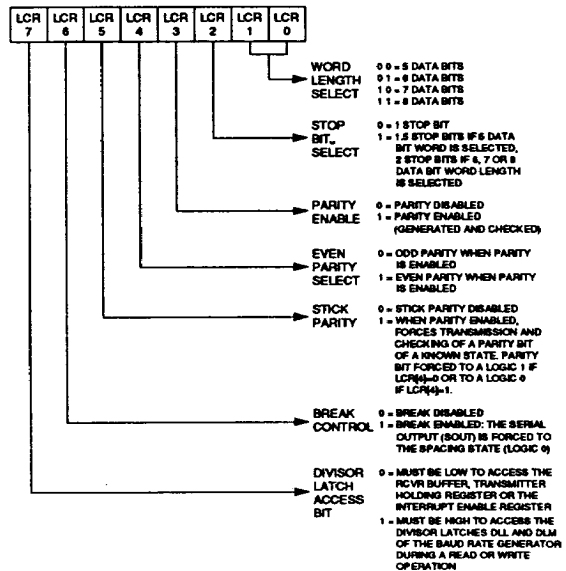 LCR 7 LCR 6 LCR 5 LCR 4 LCR 3 LCR 2 LCR 1 LCR 0
WORD LENGTH SELECT
0 0 = 5 DATA BITS
0 1 = 6 DATA BITS
1 0 = 7 DATA BITS
1 1 = 8 DATA BITS
STOP BIT SELECT
0 = 1 STOP BIT
1 = 1.5 STOP BITS IF 5 DATA
BIT WORD IS SELECTED,
2 STOP BITS IF 6, 7 OR 8
DATA BIT WORD LENGTH
IS SELECTED
PARITY ENABLE
0 = PARITY DISABLED
1 = PARITY ENABLED
(GENERATED AND CHECKED)
EVEN PARITY SELECT
0 = ODD PARITY WHEN PARITY
IS ENABLED
1 = EVEN PARITY WHEN PARITY
IS ENABLED
STICK PARITY
0 = STICK PARITY DISABLED
1 = WHEN PARITY ENABLED,
FORCES TRANSMISSION AND
CHECKING OF A PARITY BIT
OF A KNOWN STATE. PARITY
BIT FORCED TO A LOGIC 1 IF
LCR[4]=0 OR TO A LOGIC 0
IF LCR[4]=1.
BREAK CONTROL
0 = BREAK DISABLED
1 = BREAK ENABLED: THE SERIAL
OUTPUT (SOUT) IS FORCED TO
THE SPACING STATE (LOGIC 0)
DIVISOR LATCH ACCESS BIT
0 = MUST BE LOW TO ACCESS THE
RCVR BUFFER, TRANSMITTER
HOLDING REGISTER OR THE
INTERRUPT ENABLE REGISTER
1 = MUST BE HIGH TO ACCESS THE
DIVISOR LATCHES DLL AND DLM
OF THE BAUD RATE GENERATOR
DURING A READ OR WRITE
OPERATION